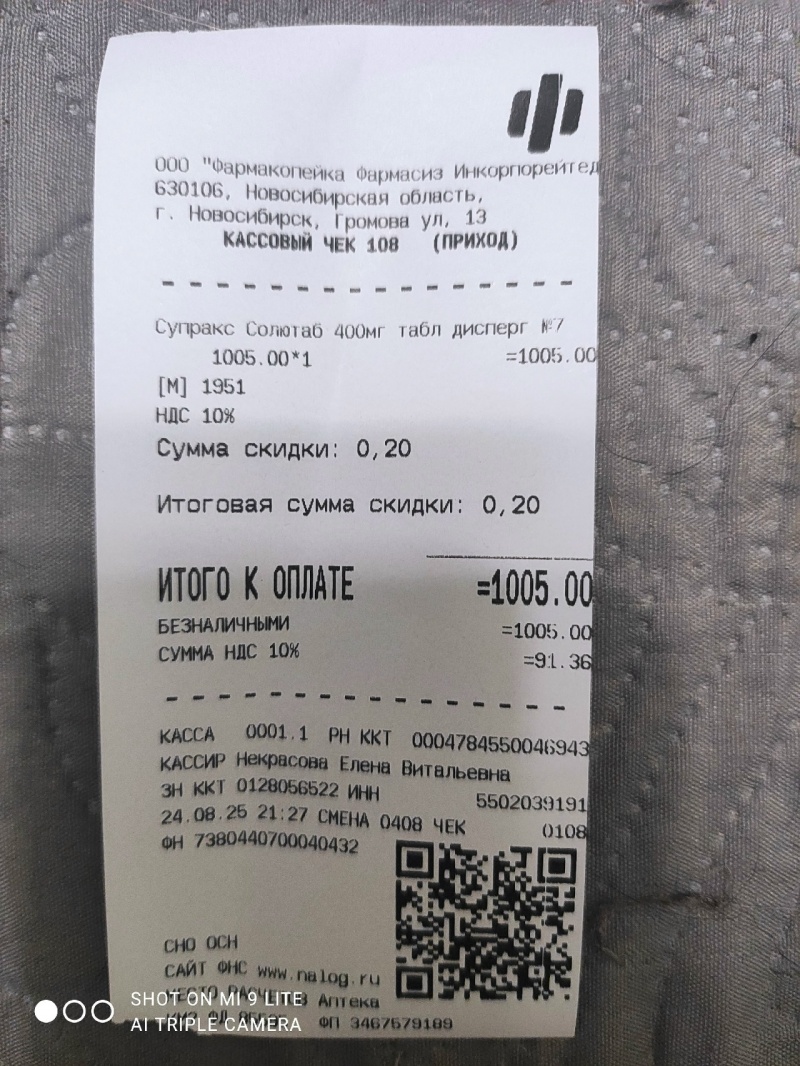 ООО "Фармакопейка Фармасиз Инкорпорейтед
630106, Новосибирская область,
г. Новосибирск, Громова ул, 13
КАССОВЫЙ ЧЕК 108 (ПРИХОД)
Супракс Солютаб 400мг табл дисперг №7
1005.00*1 =1005.00
[М] 1951
НДС 10%
Сумма скидки: 0,20
Итоговая сумма скидки: 0,20
ИТОГО К ОПЛАТЕ =1005.00
БЕЗНАЛИЧНЫМИ =1005.00
СУММА НДС 10% =91.36
КАССА 0001.1 РН ККТ 0004784550046943
КАССИР Некрасова Елена Витальевна
ЗН ККТ 0128056522 ИНН 5502039191
24.08.25 21:27 СМЕНА 0408 ЧЕК 0108
ФН 7380440700040432
СНО ОСН
САЙТ ФНС www.nalog.ru
МЕСТО РАСЧЕТОВ Аптека
ФП 3467579189
SHOT ON MI 9 LITE
AI TRIPLE CAMERA